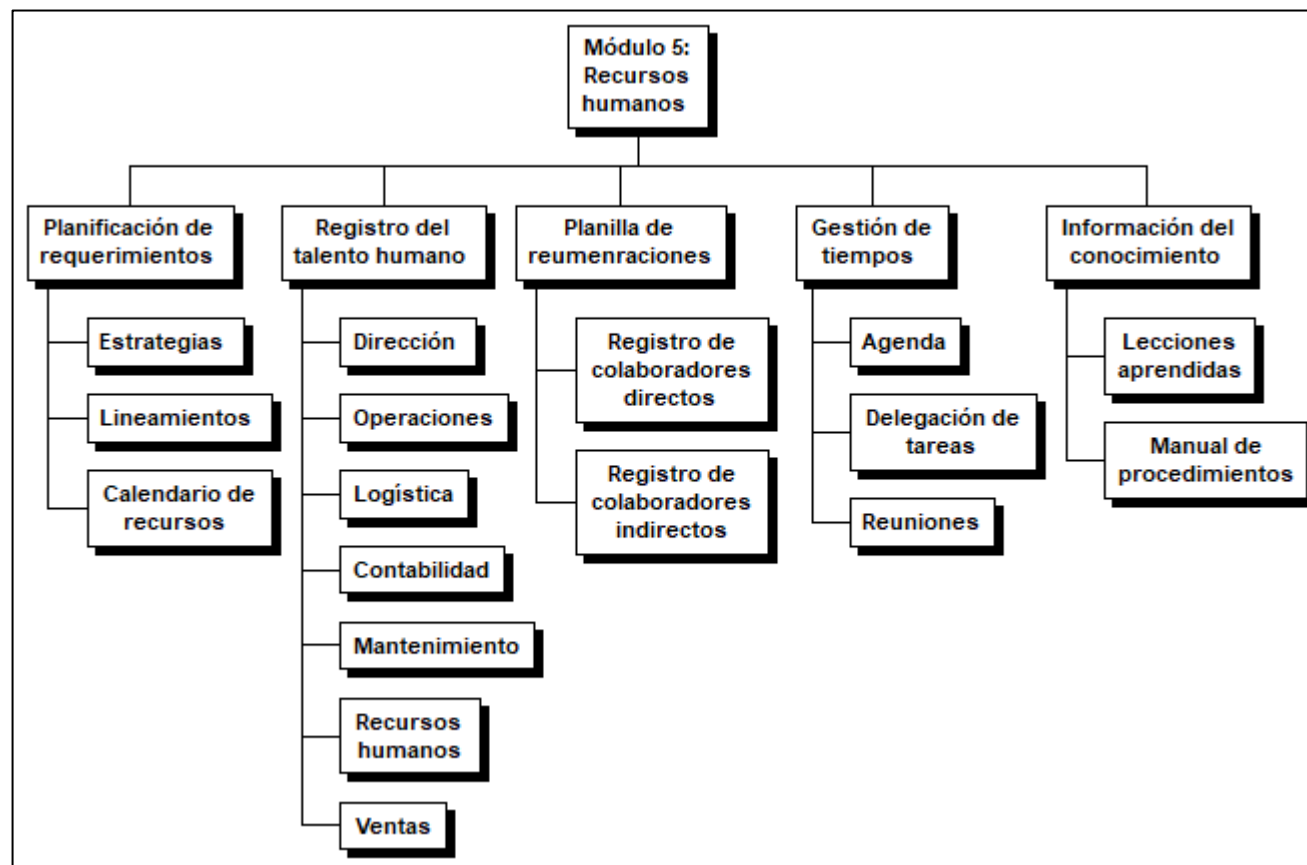 Módulo 5:
Recursos
humanos
Planificación de
requerimientos
Registro del
talento humano
Planilla de
reumenraciones
Gestión de
tiempos
Información del
conocimiento
Estrategias
Lineamientos
Calendario de
recursos
Dirección
Operaciones
Logística
Contabilidad
Mantenimiento
Recursos
humanos
Ventas
Registro de
colaboradores
directos
Registro de
colaboradores
indirectos
Agenda
Delegación de
tareas
Reuniones
Lecciones
aprendidas
Manual de
procedimientos